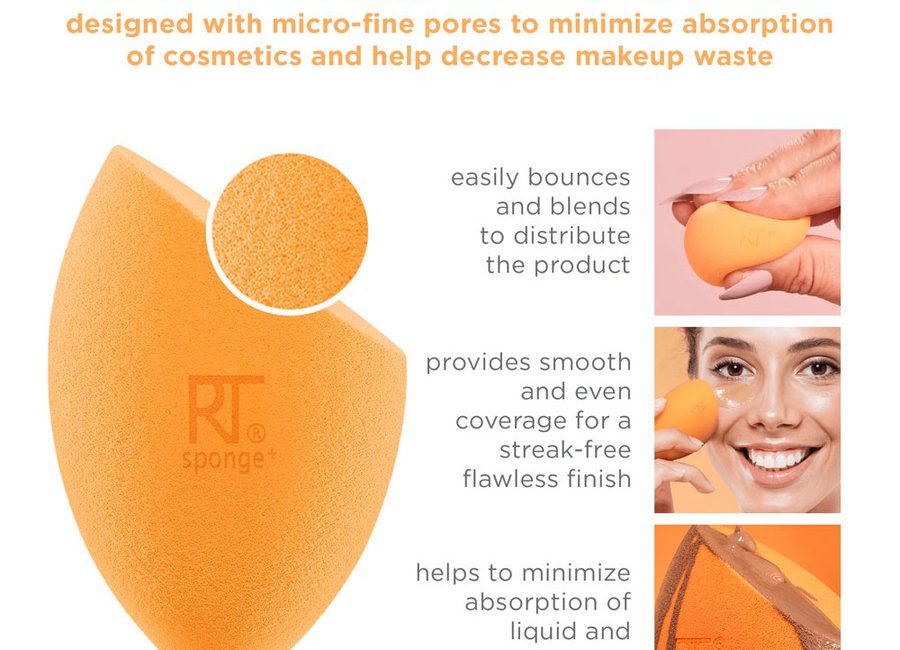 designed with micro-fine pores to minimize absorption
of cosmetics and help decrease makeup waste
easily bounces
and blends
to distribute
the product
provides smooth
and even
coverage for a
streak-free
flawless finish
helps to minimize
absorption of
liquid and
RT®
sponge+
RT